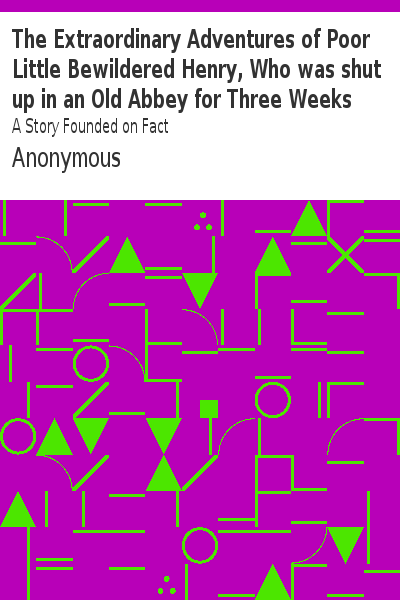 The Extraordinary Adventures of Poor
Little Bewildered Henry, Who was shut
up in an Old Abbey for Three Weeks
A Story Founded on Fact
Anonymous